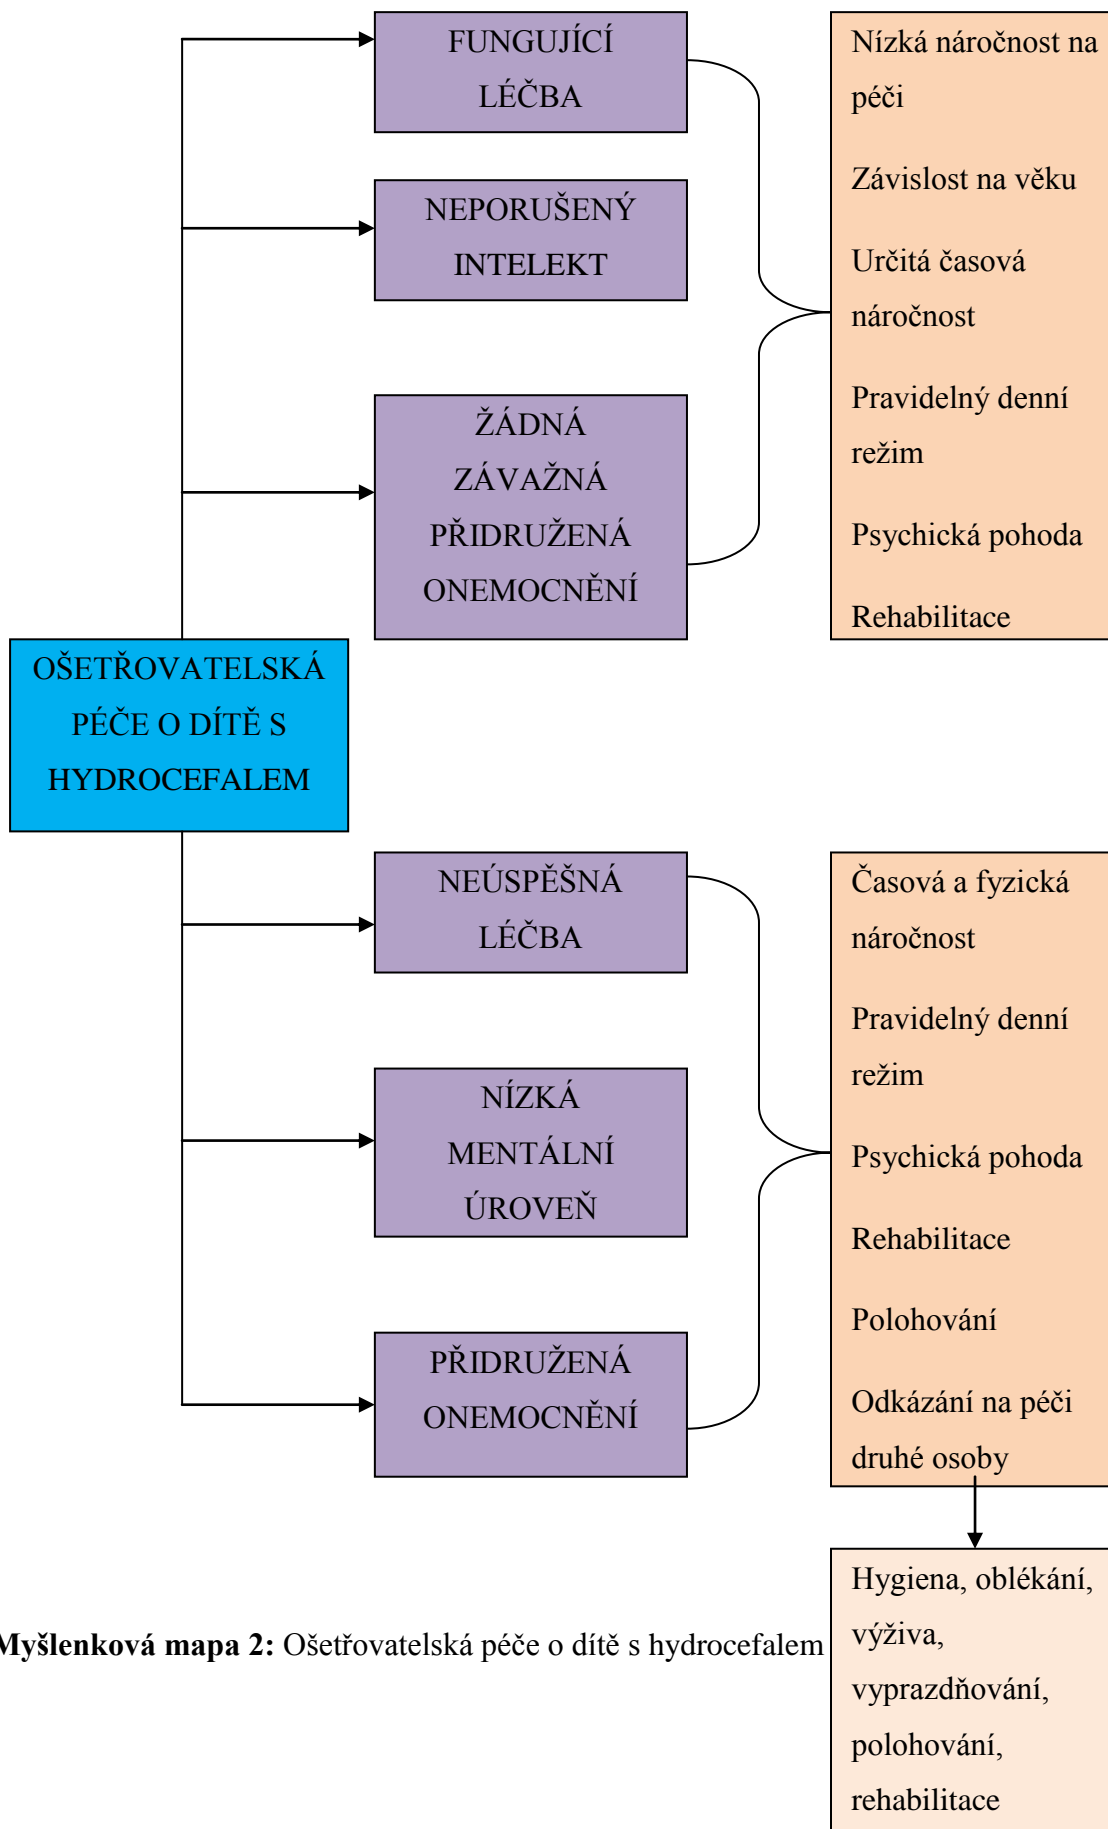 FUNGUJÍCÍ
LÉČBA
NEPORUŠENÝ
INTELEKT
ŽÁDNÁ
ZÁVAŽNÁ
PŘIDRUŽENÁ
ONEMOCNĚNÍ
Nízká náročnost na
péči
Závislost na věku
Určitá časová
náročnost
Pravidelný denní
režim
Psychická pohoda
Rehabilitace
OŠETŘOVATELSKÁ
PÉČE O DÍTĚ S
HYDROCEFALEM
NEÚSPĚŠNÁ
LÉČBA
NÍZKÁ
MENTÁLNÍ
ÚROVEŇ
PŘIDRUŽENÁ
ONEMOCNĚNÍ
Časová a fyzická
náročnost
Pravidelný denní
režim
Psychická pohoda
Rehabilitace
Polohování
Odkázání na péči
druhé osoby
Hygiena, oblékání,
výživa,
vyprazdňování,
polohování,
rehabilitace
Myšlenková mapa 2: Ošetřovatelská péče o dítě s hydrocefalem